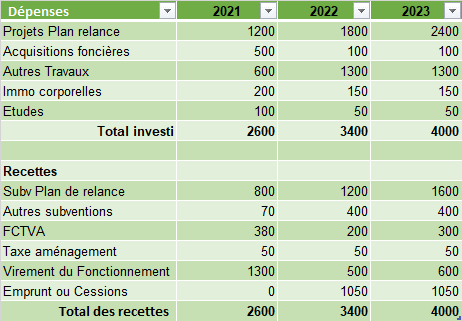 Dépenses 2021 2022 2023
Projets Plan relance 1200 1800 2400
Acquisitions foncières 500 100 100
Autres Travaux 600 1300 1300
Immo corporelles 200 150 150
Etudes 100 50 50
Total investi 2600 3400 4000
Recettes
Subv Plan de relance 800 1200 1600
Autres subventions 70 400 400
FCTVA 380 200 300
Taxe aménagement 50 50 50
Virement du Fonctionnement 1300 500 600
Emprunt ou Cessions 0 1050 1050
Total des recettes 2600 3400 4000